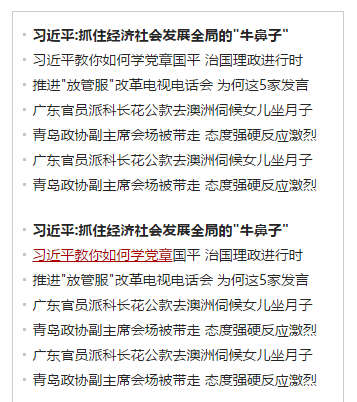 习近平:抓住经济社会发展全局的"牛鼻子"
习近平教你如何学党章国平 治国理政进行时
推进"放管服"改革电视电话会 为何这5家发言
广东官员派科长花公款去澳洲伺候女儿坐月子
青岛政协副主席会场被带走 态度强硬反应激烈
广东官员派科长花公款去澳洲伺候女儿坐月子
青岛政协副主席会场被带走 态度强硬反应激烈
习近平:抓住经济社会发展全局的"牛鼻子"
习近平教你如何学党章国平 治国理政进行时
推进"放管服"改革电视电话会 为何这5家发言
广东官员派科长花公款去澳洲伺候女儿坐月子
青岛政协副主席会场被带走 态度强硬反应激烈
广东官员派科长花公款去澳洲伺候女儿坐月子
青岛政协副主席会场被带走 态度强硬反应激烈